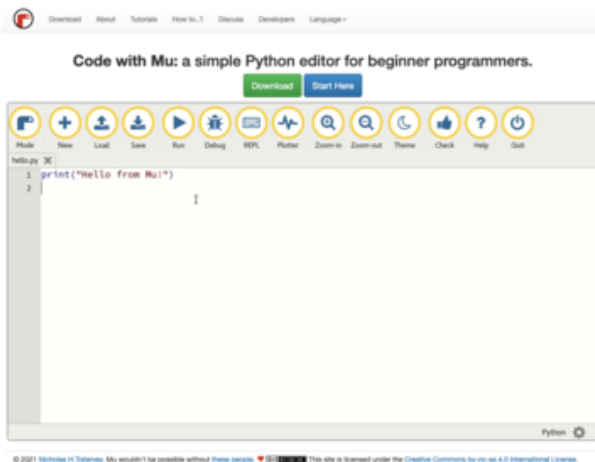 Download About Tutorials How to..? Discuss Developers Language
Code with Mu: a simple Python editor for beginner programmers.
Download Start Here
Mode New Load Save Run Debug REPL Plotter Zoom-in Zoom-out Theme Check Help Quit
hello.py
1 print("Hello from Mu!")
2
Python
© 2021 Nicholas H.Tollervey. Mu wouldn't be possible without these people. This site is licensed under the Creative Commons by-nc-sa 4.0 International License.